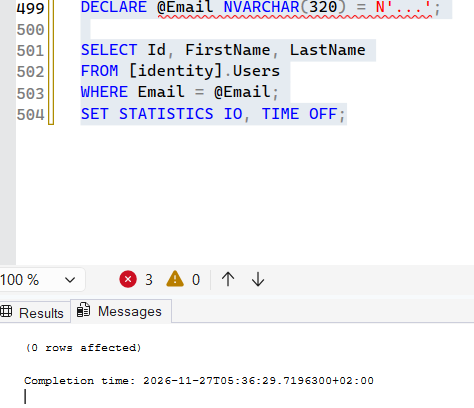 499 DECLARE @Email NVARCHAR(320) = N'...';
500
501 SELECT Id, FirstName, LastName
502 FROM [identity].Users
503 WHERE Email = @Email;
504 SET STATISTICS IO, TIME OFF;
100 % 3 0
Results Messages
(0 rows affected)
Completion time: 2026-11-27T05:36:29.7196300+02:00